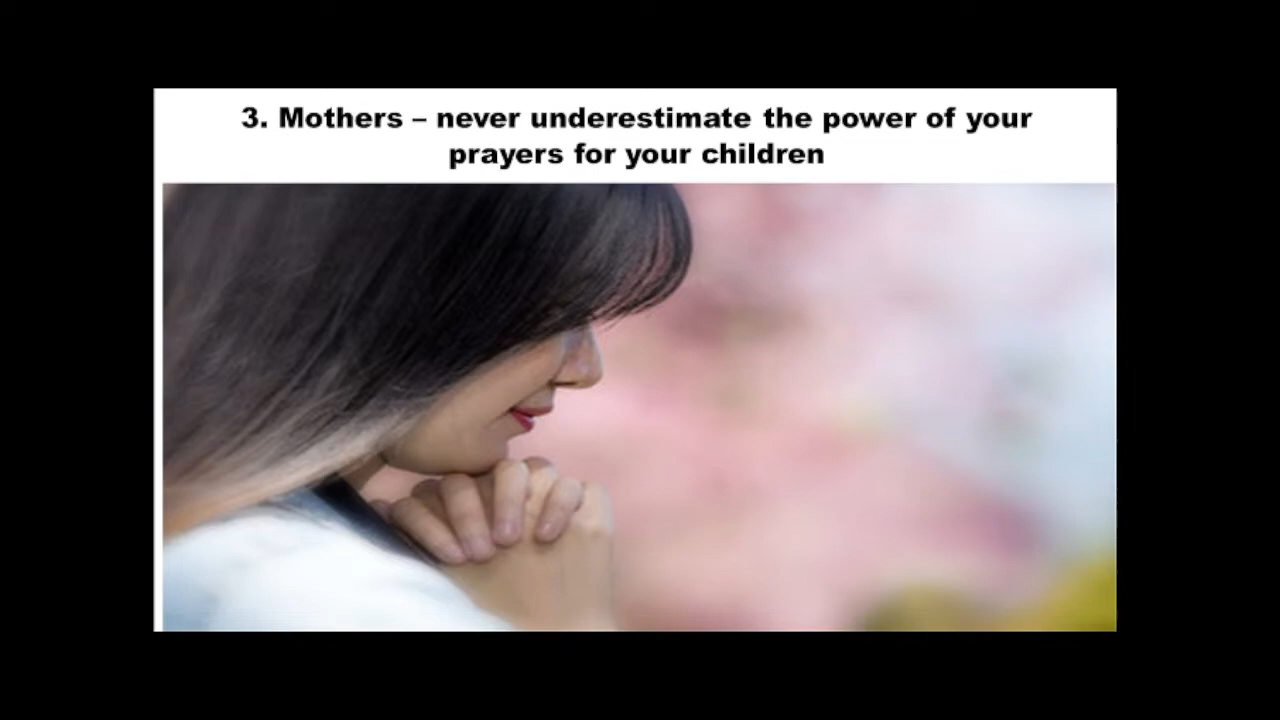 3. Mothers – never underestimate the power of your
prayers for your children